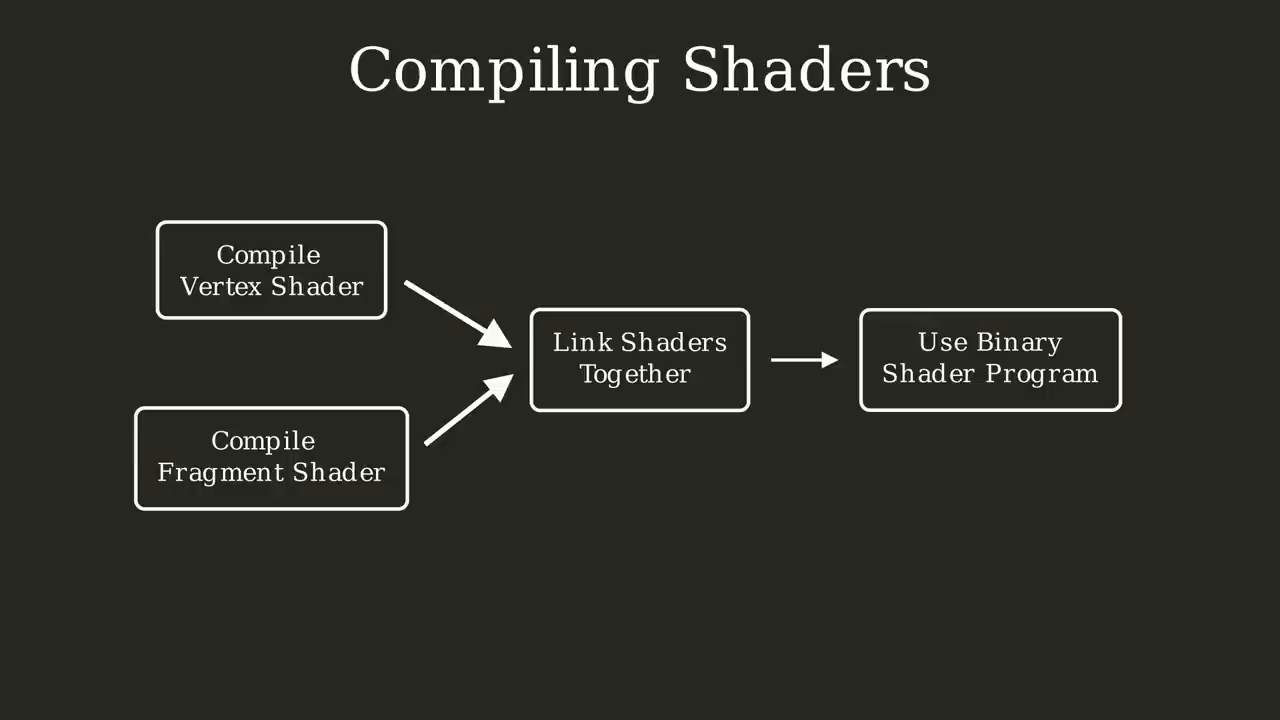 Compiling Shaders
Compile
Vertex Shader
Compile
Fragment Shader
Link Shaders
Together
Use Binary
Shader Program